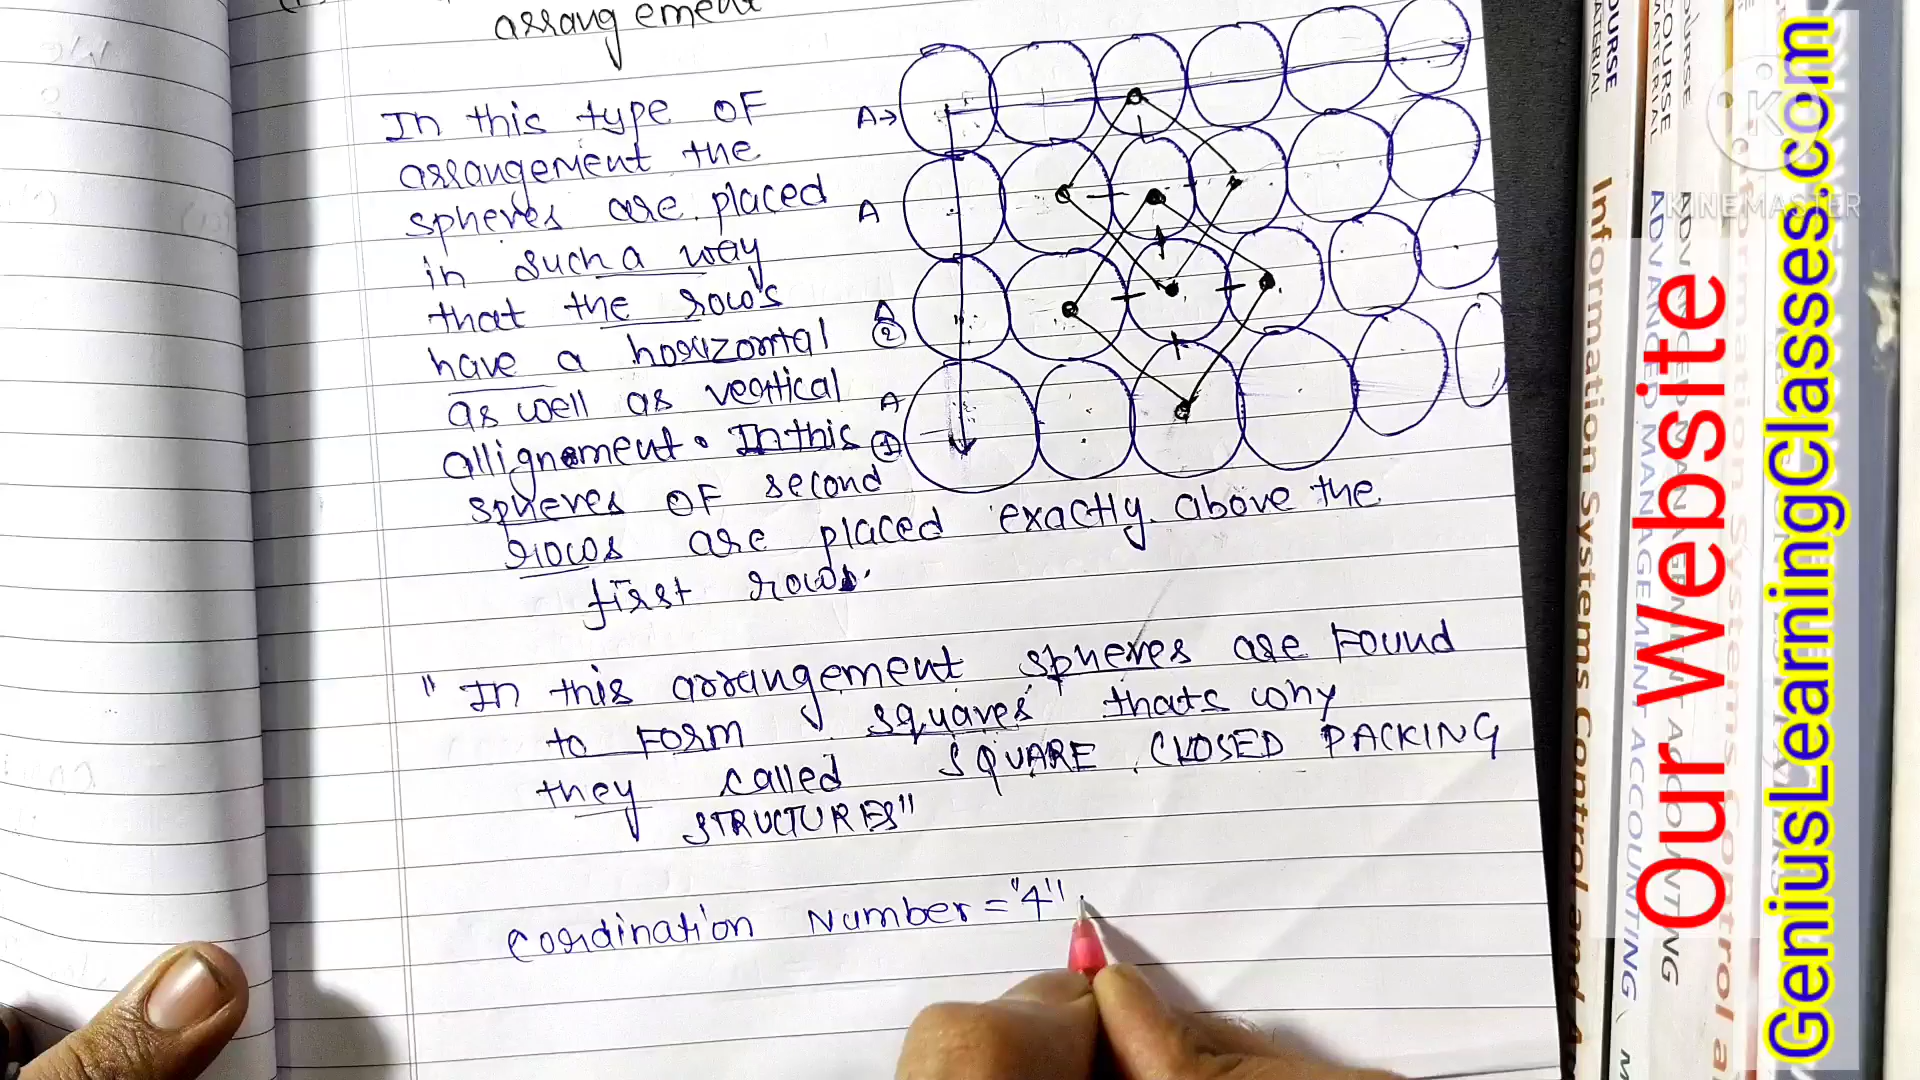 arrangement
In this type OF
arrangement the
spheres are placed
in such a way
that the rows
have a horizontal
as well as vertical
allignement. In this
spheres OF second
rows are placed exactly above the
first rows.
A→
A
A
②
A
①
"In this arrangement spheres are Found
to FORM squares thats why
they called SQUARE CLOSED PACKING
STRUCTURES"
Coordination Number = "4"
OURSE
MATERIAL
COURSE
MATERIAL
Information Systems Control and
ADVANCED MANAGEMENT ACCOUNTING
KINEMASTER
K
Our Website
GeniusLearningClasses.com